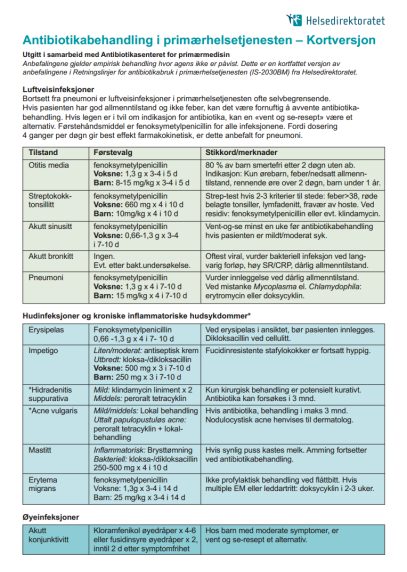 Helsedirektoratet
Antibiotikabehandling i primærhelsetjenesten – Kortversjon
Utgitt i samarbeid med Antibiotikasenteret for primærmedisin
Anbefalingene gjelder empirisk behandling hvor agens ikke er påvist. Dette er en kortfattet versjon av
anbefalingene i Retningslinjer for antibiotikabruk i primærhelsetjenesten (IS-2030BM) fra Helsedirektoratet.
Luftveisinfeksjoner
Bortsett fra pneumoni er luftveisinfeksjoner i primærhelsetjenesten ofte selvbegrensende.
Hvis pasienten har god allmenntilstand og ikke feber, kan det være fornuftig å avvente antibiotika-
behandling. Hvis legen er i tvil om indikasjon for antibiotika, kan en «vent og se-resept» være et
alternativ. Førstehåndsmiddel er fenoksymetylpenicillin for alle infeksjonene. Fordi dosering
4 ganger per døgn gir best effekt farmakokinetisk, er dette anbefalt for pneumoni.
Tilstand Førstevalg Stikkord/merknader
Otitis media fenoksymetylpenicillin 80 % av barn smertefri etter 2 døgn uten ab.
Voksne: 1,3 g x 3-4 i 5 d Indikasjon: Kun ørebarn, feber/nedsatt allmenn-
Barn: 8-15 mg/kg x 3-4 i 5 d tilstand, rennende øre over 2 døgn, barn under 1 år.
Streptokokk- fenoksymetylpenicillin Strep-test hvis 2-3 kriterier til stede: feber>38, røde
tonsillitt Voksne: 660 mg x 4 i 10 d belagte tonsiller, lymfadenitt, fravær av hoste. Ved
Barn: 10mg/kg x 4 i 10 d residiv: fenoksymetylpenicillin eller evt. klindamycin.
Akutt sinusitt fenoksymetylpenicillin Vent-og-se minst en uke før antibiotikabehandling
Voksne: 0,66-1,3 g x 3-4 hvis pasienten er mildt/moderat syk.
i 7-10 d
Akutt bronkitt Ingen. Oftest viral, vurder bakteriell infeksjon ved lang-
Evt. etter bakt.undersøkelse. varig forløp, høy SR/CRP, dårlig allmenntilstand.
Pneumoni fenoksymetylpenicillin Vurder innleggelse ved dårlig allmenntilstand.
Voksne: 1,3 g x 4 i 7-10 d Ved mistanke Mycoplasma el. Chlamydophila:
Barn: 15 mg/kg x 4 i 7-10 d erytromycin eller doksycyklin.
Hudinfeksjoner og kroniske inflammatoriske hudsykdommer*
Erysipelas Fenoksymetylpenicillin Ved erysipelas i ansiktet, bør pasienten innlegges.
0,66 -1,3 g x 4 i 7- 10 d Dikloksacillin ved cellulitt.
Impetigo Liten/moderat: antiseptisk krem Fucidinresistente stafylokokker er fortsatt hyppig.
Utbredt: kloksa-/dikloksacillin
Voksne: 500 mg x 3 i 7-10 d
Barn: 250 mg x 3 i 7-10 d
*Hidradenitis Mild: klindamycin liniment x 2 Kun kirurgisk behandling er potensielt kurativt.
suppurativa Middels: peroralt tetracyklin Antibiotika kan forsøkes i 3 mnd.
*Acne vulgaris Mild/middels: Lokal behandling Hvis antibiotika, behandling i maks 3 mnd.
Uttalt papulopustuløs acne: Nodulocystisk acne henvises til dermatolog.
peroralt tetracyklin + lokal-
behandling
Mastitt Inflammatorisk: Brysttømming Hvis synlig puss kastes melk. Amming fortsetter
Bakteriell: kloksa-/dikloksacillin ved antibiotikabehandling.
250-500 mg x 4 i 10 d
Erytema fenoksymetylpenicillin Ikke profylaktisk behandling ved flåttbitt. Hvis
migrans Voksne: 1,3g x 3-4 i 14 d multiple EM eller leddartritt: doksycyklin i 2-3 uker.
Barn: 25 mg/kg x 3-4 i 14 d
Øyeinfeksjoner
Akutt Kloramfenikol øyedråper x 4-6 Hos barn med moderate symptomer, er
konjunktivitt eller fusidinsyre øyedråper x 2, vent og se-resept et alternativ.
inntil 2 d etter symptomfrihet